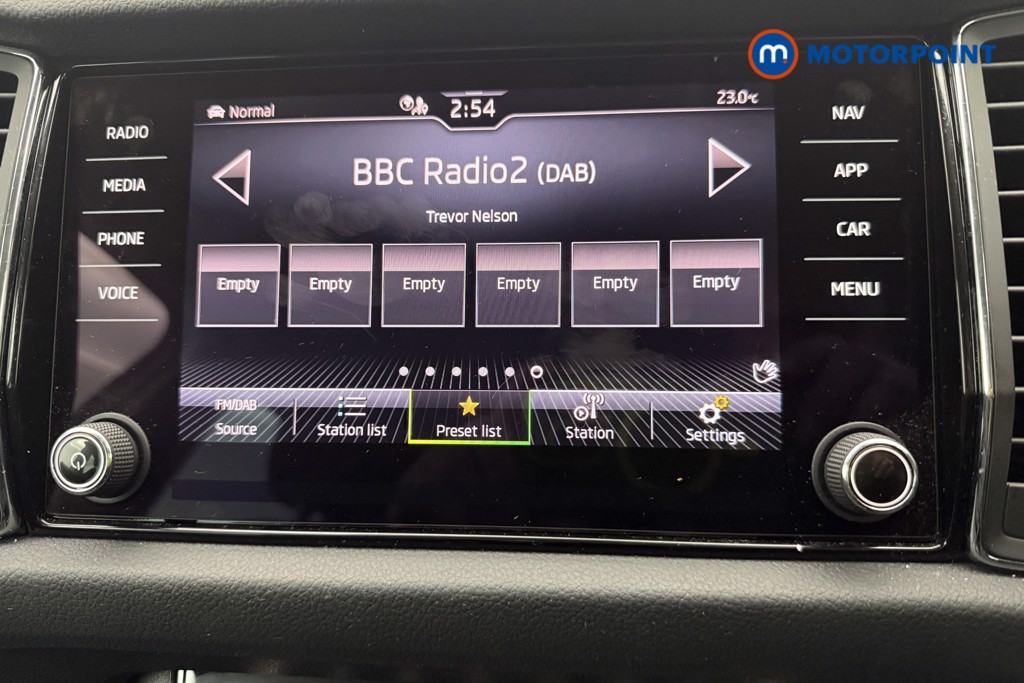 m MOTORPOINT
Normal 2:54 23.0°C
RADIO
MEDIA
PHONE
VOICE
BBC Radio2 (DAB)
Trevor Nelson
Empty Empty Empty Empty Empty Empty
FM/DAB
Source Station list Preset list Station Settings
NAV
APP
CAR
MENU